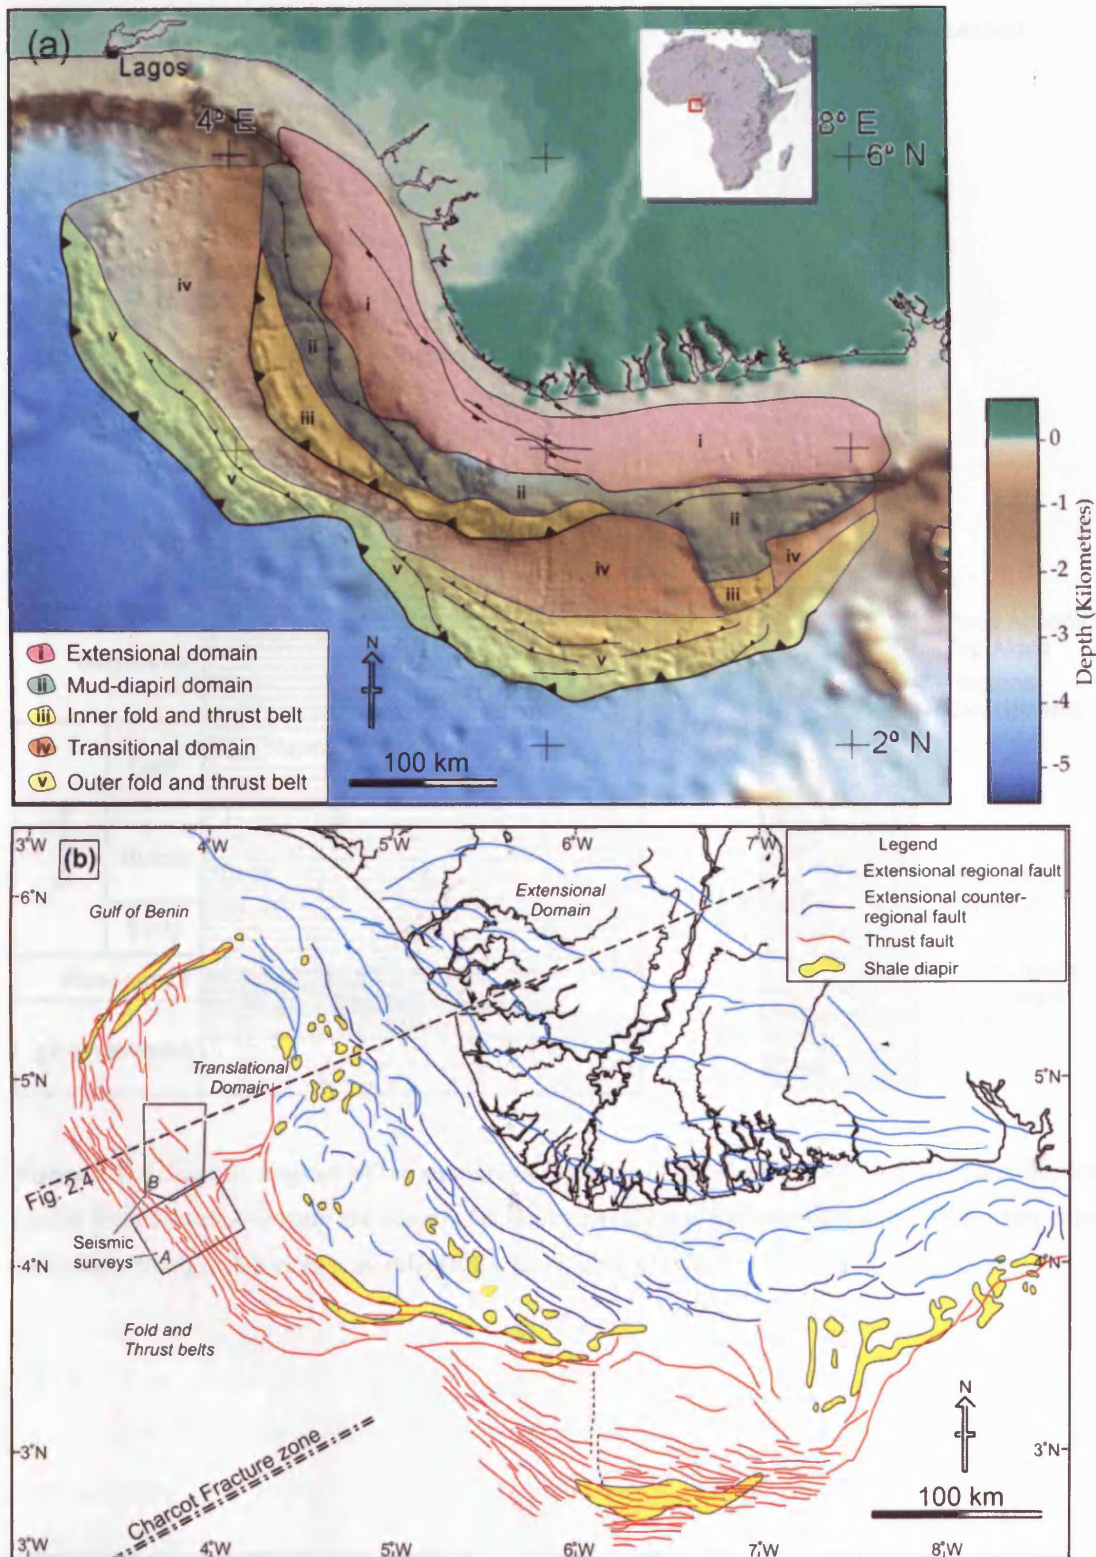 (a)
Lagos
4° E
8° E
6° N
iv
i
v
ii
iii
i
v
ii
ii
iv
iv
v
iii
v
N
i Extensional domain
ii Mud-diapirl domain
iii Inner fold and thrust belt
iv Transitional domain
v Outer fold and thrust belt
100 km
2° N
0
-1
-2
-3
-4
-5
Depth (Kilometres)
3°W
4°W
5°W
6°W
7°W
(b)
6°N
Gulf of Benin
Extensional
Domain
Legend
Extensional regional fault
Extensional counter-
regional fault
Thrust fault
Shale diapir
5°N
5°N
Translational
Domain
Fig. 2.4
B
Seismic
surveys
A
4°N
4°N
Fold and
Thrust belts
N
3°N
3°N
Charcot Fracture zone
100 km
3°W
4°W
5°W
6°W
7°W
8°W